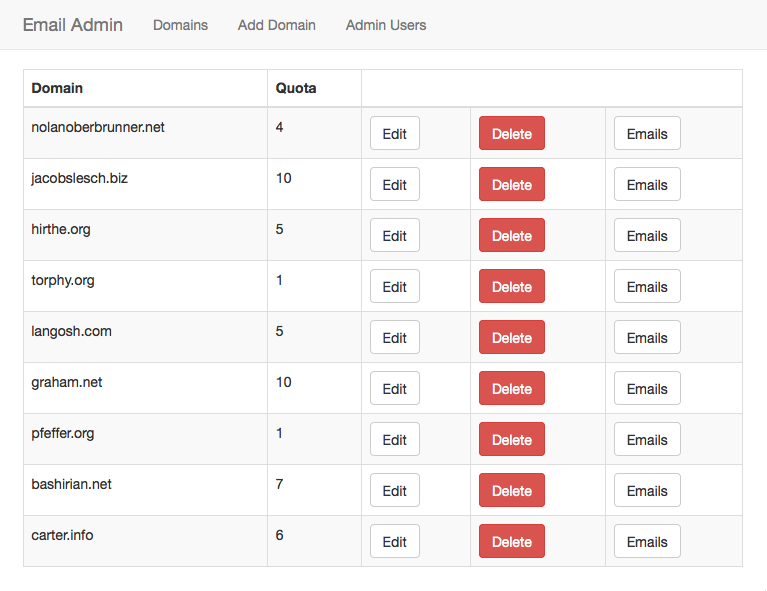 Email Admin Domains Add Domain Admin Users
Domain Quota
nolanoberbrunner.net 4 Edit Delete Emails
jacobslesch.biz 10 Edit Delete Emails
hirthe.org 5 Edit Delete Emails
torphy.org 1 Edit Delete Emails
langosh.com 5 Edit Delete Emails
graham.net 10 Edit Delete Emails
pfeffer.org 1 Edit Delete Emails
bashirian.net 7 Edit Delete Emails
carter.info 6 Edit Delete Emails